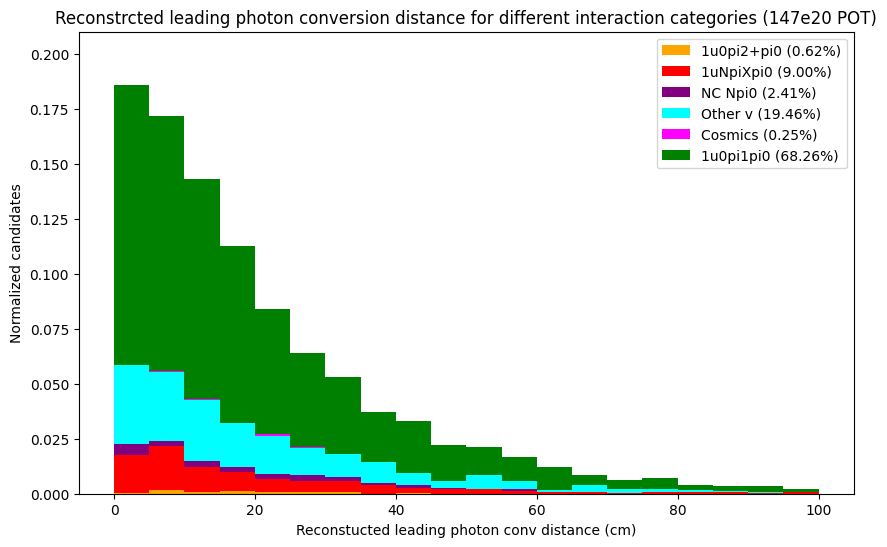 Reconstrcted leading photon conversion distance for different interaction categories (147e20 POT)
0.200
0.175
0.150
0.125
0.100
0.075
0.050
0.025
0.000
Normalized candidates
1u0pi2+pi0 (0.62%)
1uNpiXpi0 (9.00%)
NC Npi0 (2.41%)
Other v (19.46%)
Cosmics (0.25%)
1u0pi1pi0 (68.26%)
0 20 40 60 80 100
Reconstucted leading photon conv distance (cm)